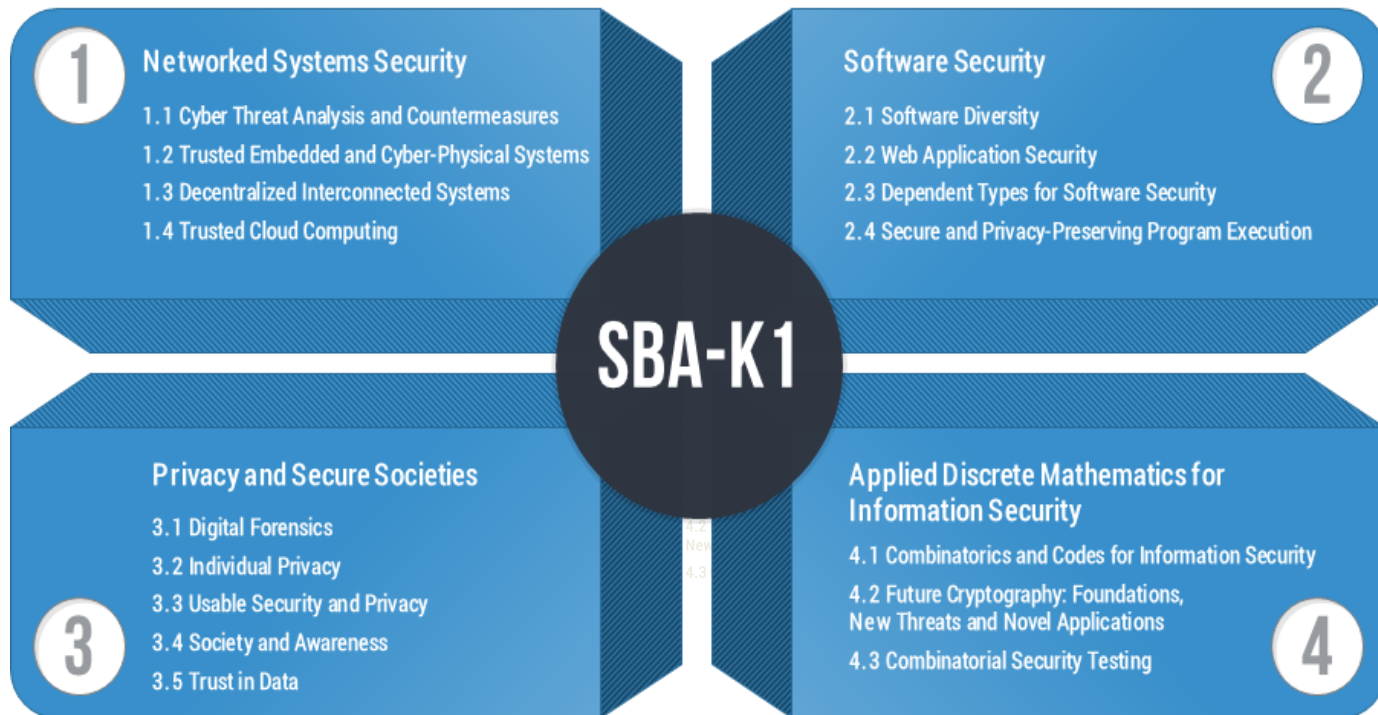 1
Networked Systems Security
1.1 Cyber Threat Analysis and Countermeasures
1.2 Trusted Embedded and Cyber-Physical Systems
1.3 Decentralized Interconnected Systems
1.4 Trusted Cloud Computing
Software Security
2
2.1 Software Diversity
2.2 Web Application Security
2.3 Dependent Types for Software Security
2.4 Secure and Privacy-Preserving Program Execution
SBA-K1
Privacy and Secure Societies
3.1 Digital Forensics
3.2 Individual Privacy
3.3 Usable Security and Privacy
3.4 Society and Awareness
3.5 Trust in Data
3
4.2
New
4.3
Applied Discrete Mathematics for
Information Security
4.1 Combinatorics and Codes for Information Security
4.2 Future Cryptography: Foundations,
New Threats and Novel Applications
4.3 Combinatorial Security Testing
4